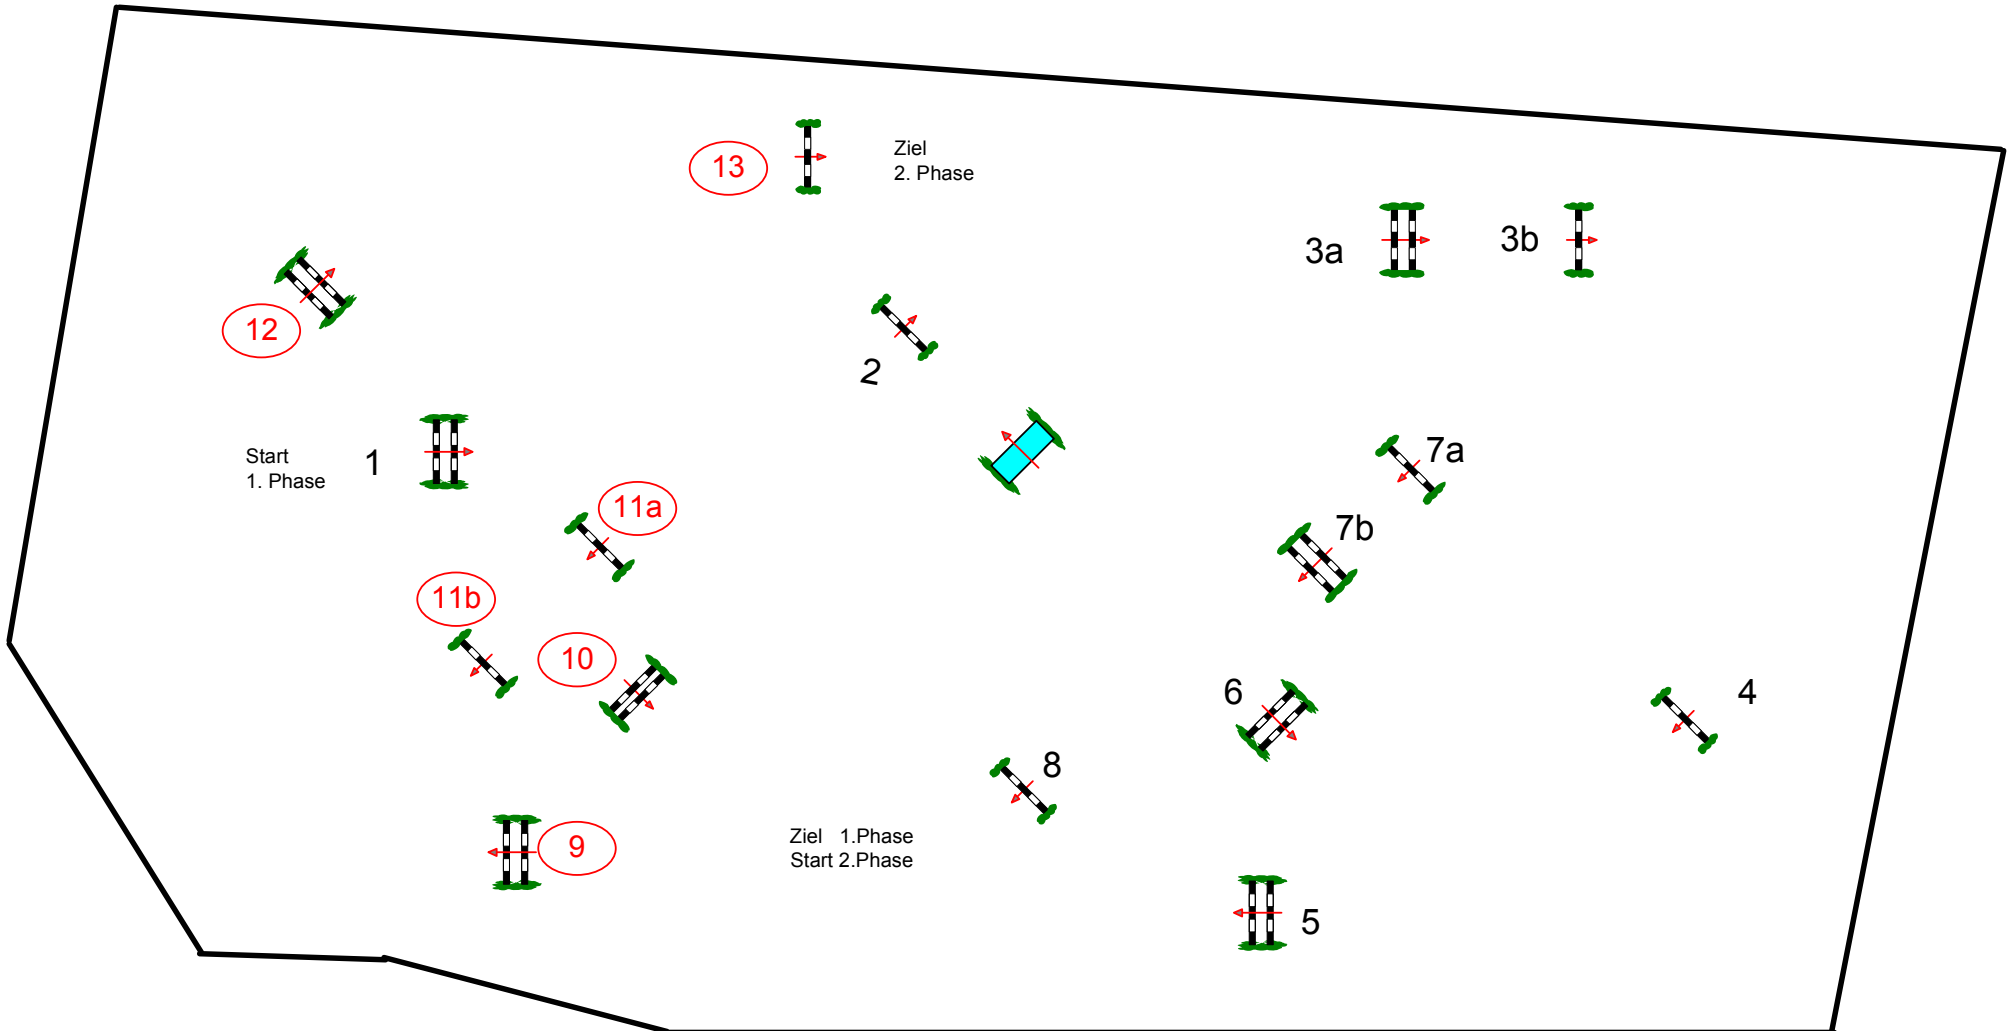 13
Ziel
2. Phase
3a
3b
12
2
Start
1. Phase
1
7a
11a
7b
11b
10
6
4
8
Ziel   1.Phase
Start 2.Phase
9
5